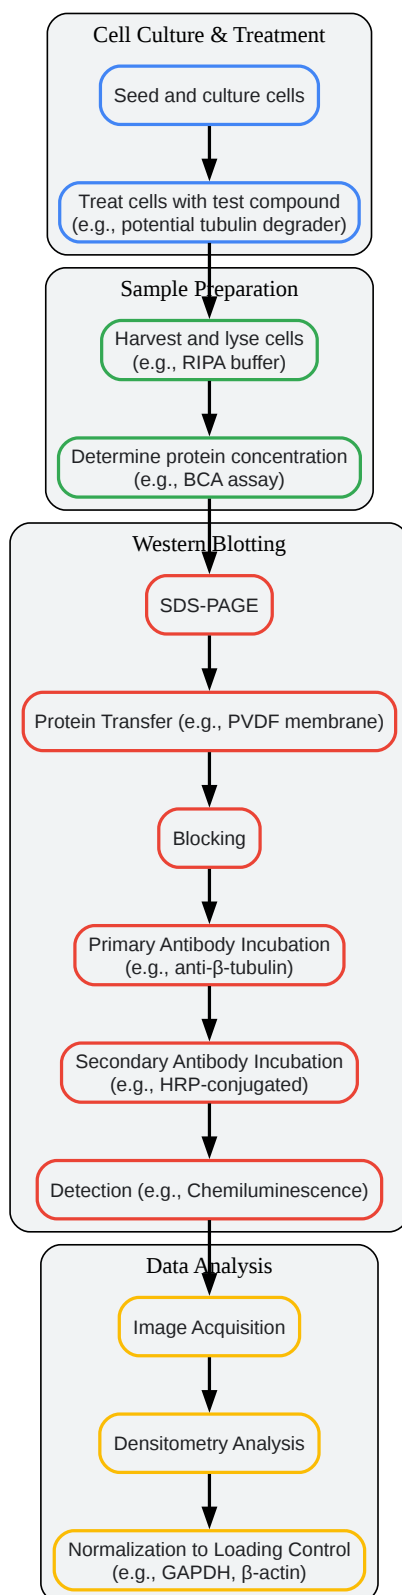 Cell Culture & Treatment
Seed and culture cells
Treat cells with test compound
(e.g., potential tubulin degrader)
Sample Preparation
Harvest and lyse cells
(e.g., RIPA buffer)
Determine protein concentration
(e.g., BCA assay)
Western Blotting
SDS-PAGE
Protein Transfer (e.g., PVDF membrane)
Blocking
Primary Antibody Incubation
(e.g., anti-β-tubulin)
Secondary Antibody Incubation
(e.g., HRP-conjugated)
Detection (e.g., Chemiluminescence)
Data Analysis
Image Acquisition
Densitometry Analysis
Normalization to Loading Control
(e.g., GAPDH, β-actin)